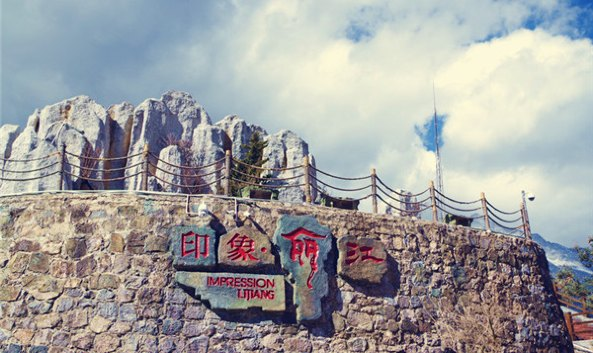 印象·丽江
IMPRESSION
LIJIANG